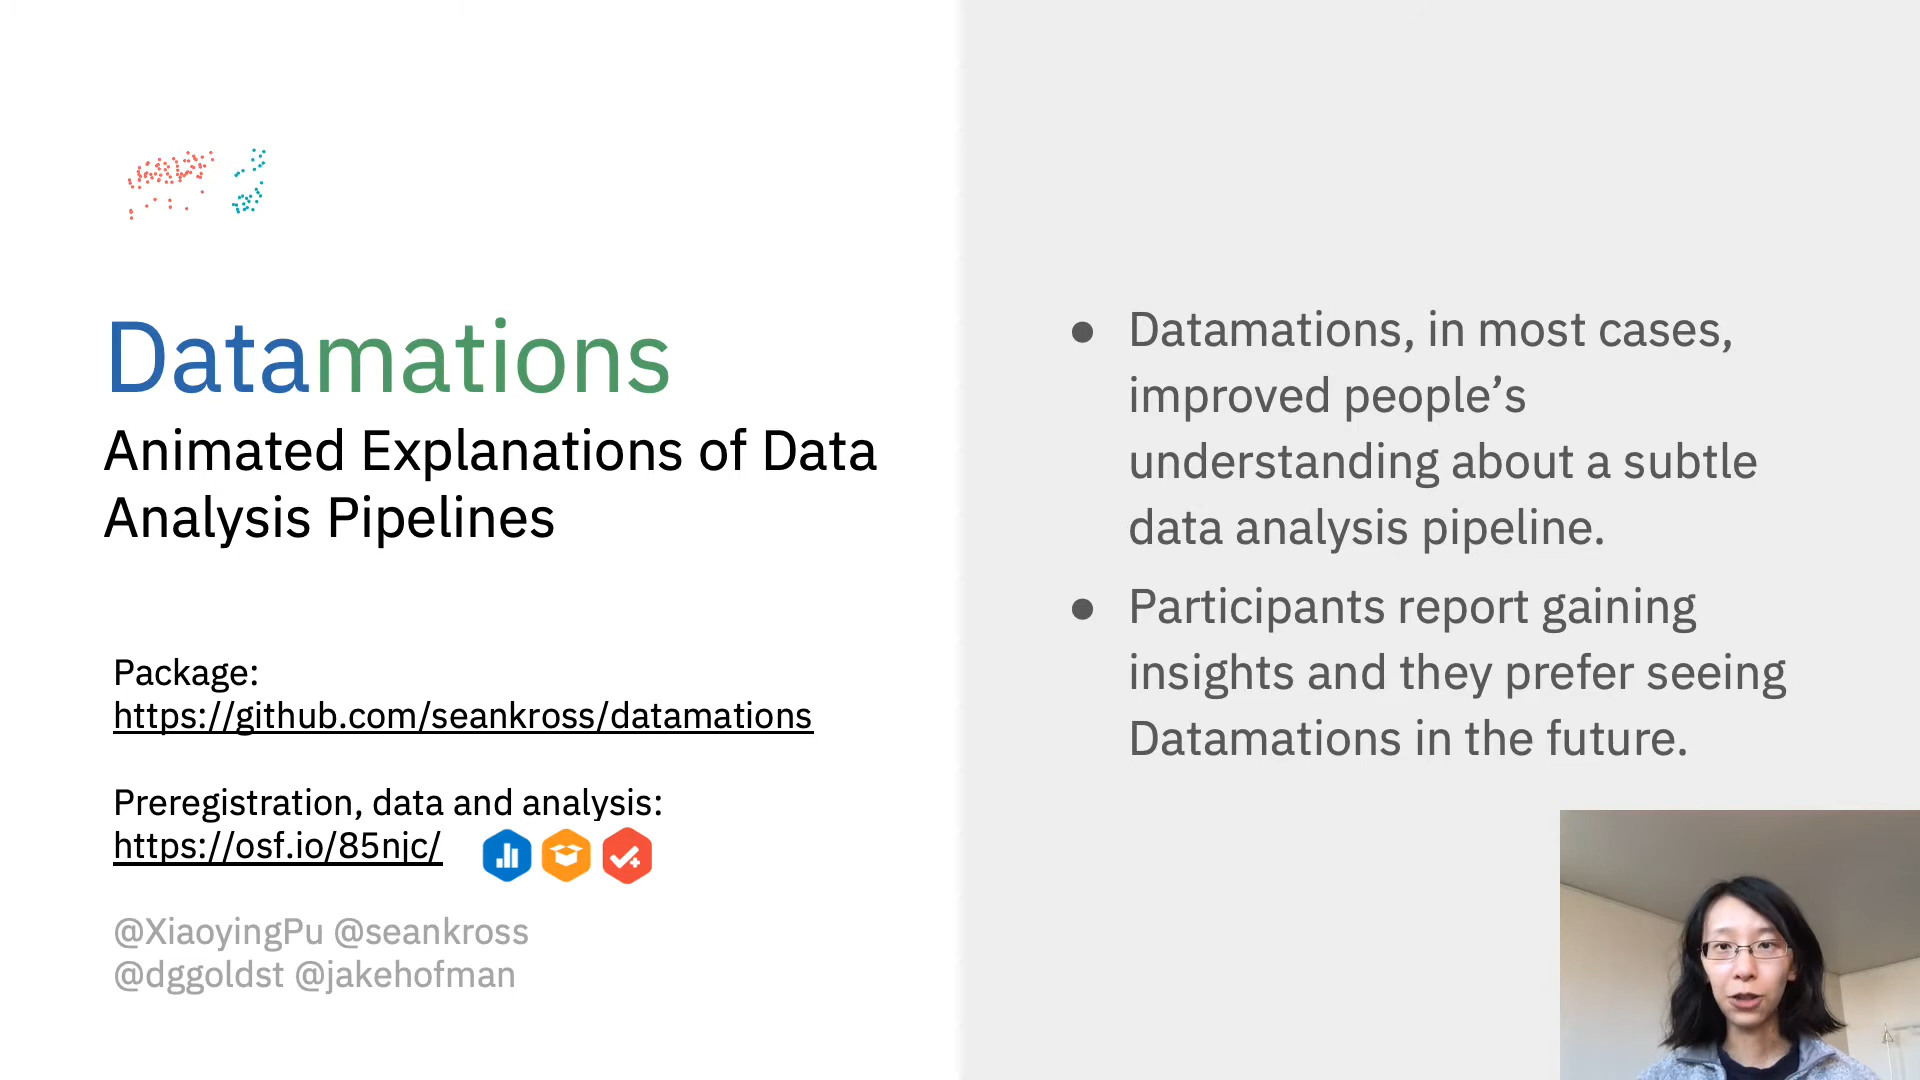 Datamations
Animated Explanations of Data
Analysis Pipelines
Package:
https://github.com/seankross/datamations
Preregistration, data and analysis:
https://osf.io/85njc/
@XiaoyingPu @seankross
@dggoldst @jakehofman
● Datamations, in most cases,
improved people’s
understanding about a subtle
data analysis pipeline.
● Participants report gaining
insights and they prefer seeing
Datamations in the future.